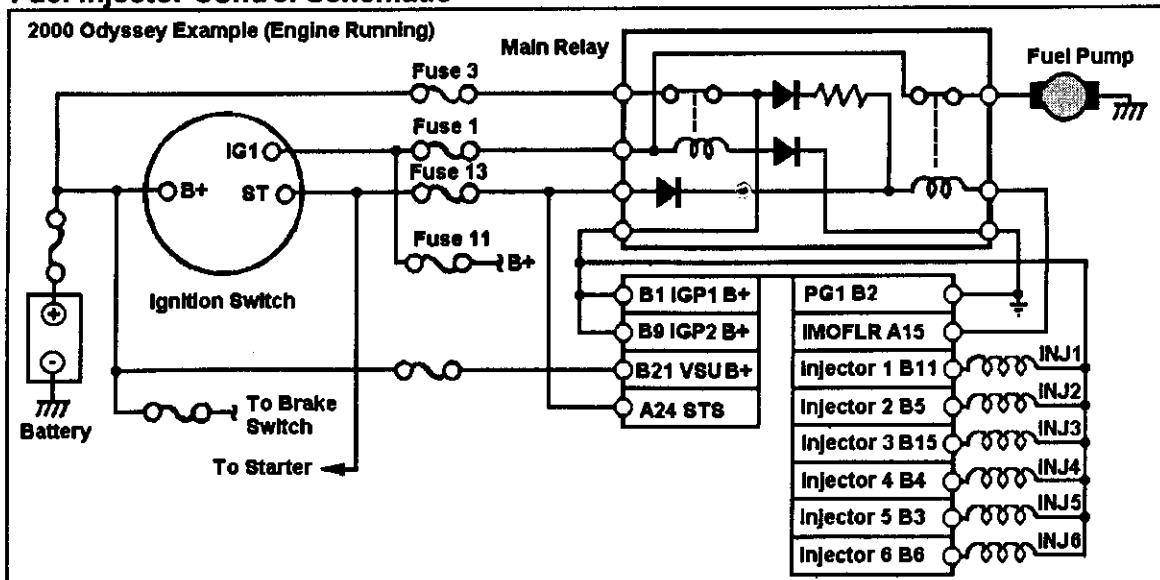 2000 Odyssey Example (Engine Running)
Main Relay
Fuel Pump
Fuse 3
Fuse 1
IG1
Fuse 13
B+
ST
Fuse 11
B+
Ignition Switch
B1 IGP1 B+
PG1 B2
B9 IGP2 B+
IMOFLR A15
B21 VSU B+
Injector 1 B11
INJ1
A24 STS
Injector 2 B5
INJ2
Injector 3 B15
INJ3
Injector 4 B4
INJ4
Injector 5 B3
INJ5
Injector 6 B6
INJ6
+
-
Battery
To Brake
Switch
To Starter